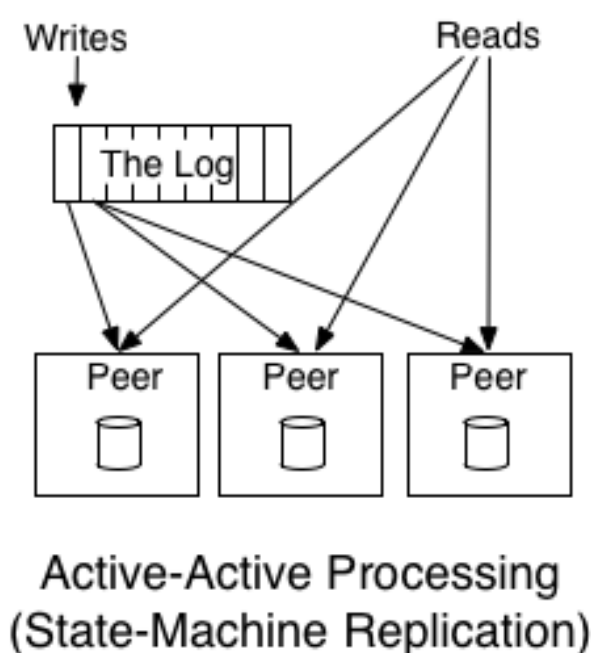 Writes
Reads
The Log
Peer
Peer
Peer
Active-Active Processing
(State-Machine Replication)